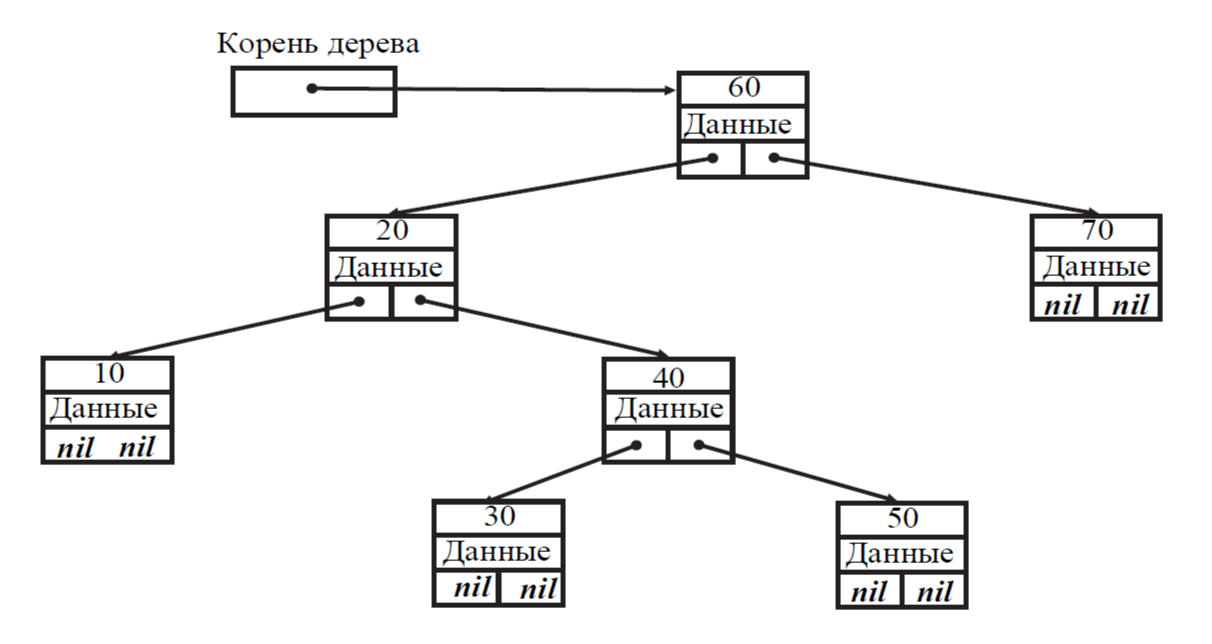 Корень дерева
60
Данные
20
Данные
70
Данные
nil nil
10
Данные
nil nil
40
Данные
30
Данные
nil nil
50
Данные
nil nil